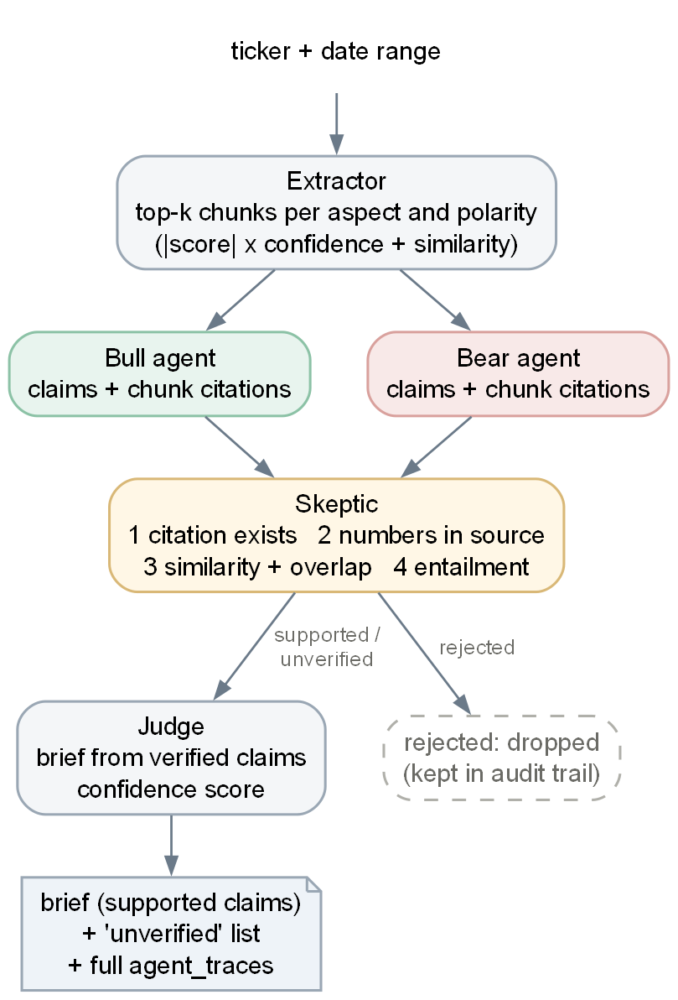 ticker + date range
Extractor
top-k chunks per aspect and polarity
(|score| x confidence + similarity)
Bull agent
claims + chunk citations
Bear agent
claims + chunk citations
Skeptic
1 citation exists   2 numbers in source
3 similarity + overlap   4 entailment
supported /
unverified
rejected
Judge
brief from verified claims
confidence score
rejected: dropped
(kept in audit trail)
brief (supported claims)
+ 'unverified' list
+ full agent_traces